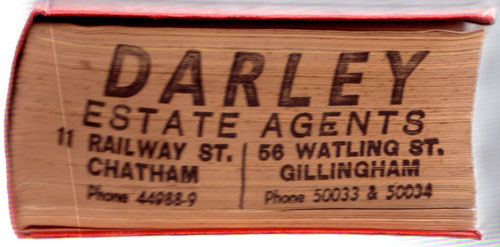 DARLEY
ESTATE AGENTS
11 RAILWAY ST.
CHATHAM
Phone 44988-9
56 WATLING ST.
GILLINGHAM
Phone 50033 & 50034